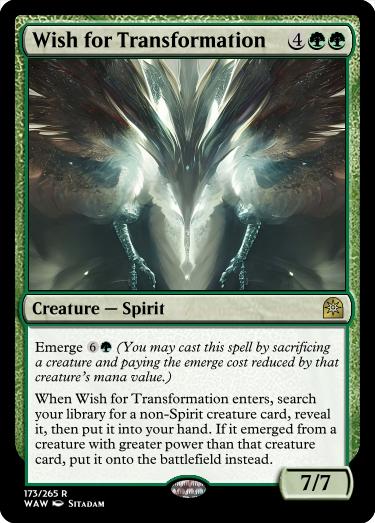 Wish for Transformation 4
Creature — Spirit
Emerge 6 (You may cast this spell by sacrificing
a creature and paying the emerge cost reduced by that
creature's mana value.)
When Wish for Transformation enters, search
your library for a non-Spirit creature card, reveal
it, then put it into your hand. If it emerged from a
creature with greater power than that creature
card, put it onto the battlefield instead.
7/7
173/265 R
WAW Sitadam